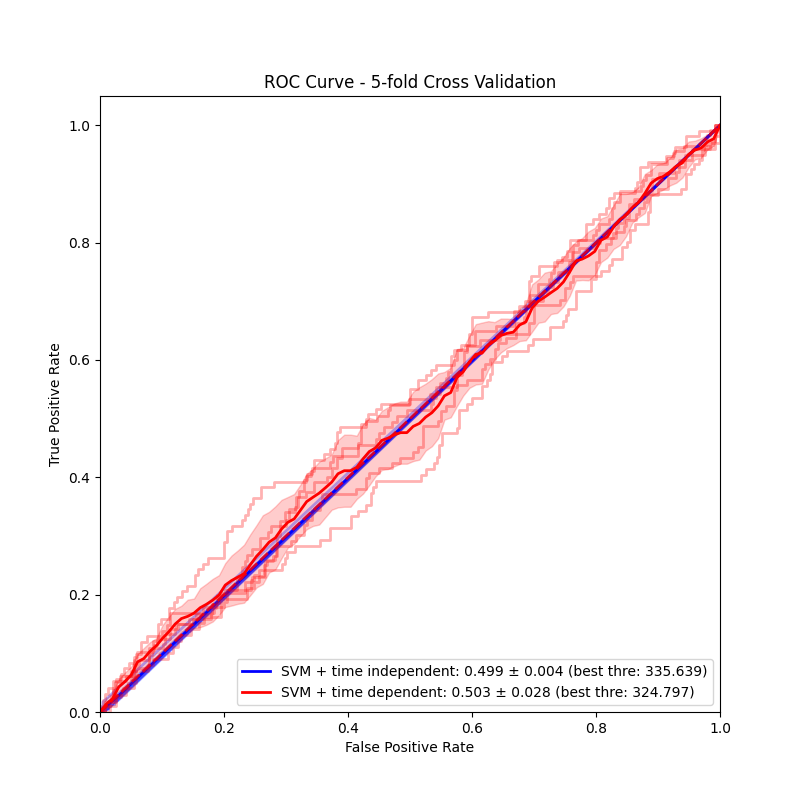 ROC Curve - 5-fold Cross Validation
True Positive Rate
1.0
0.8
0.6
0.4
0.2
0.0
SVM + time independent: 0.499 ± 0.004 (best thre: 335.639)
SVM + time dependent: 0.503 ± 0.028 (best thre: 324.797)
0.0 0.2 0.4 0.6 0.8 1.0
False Positive Rate